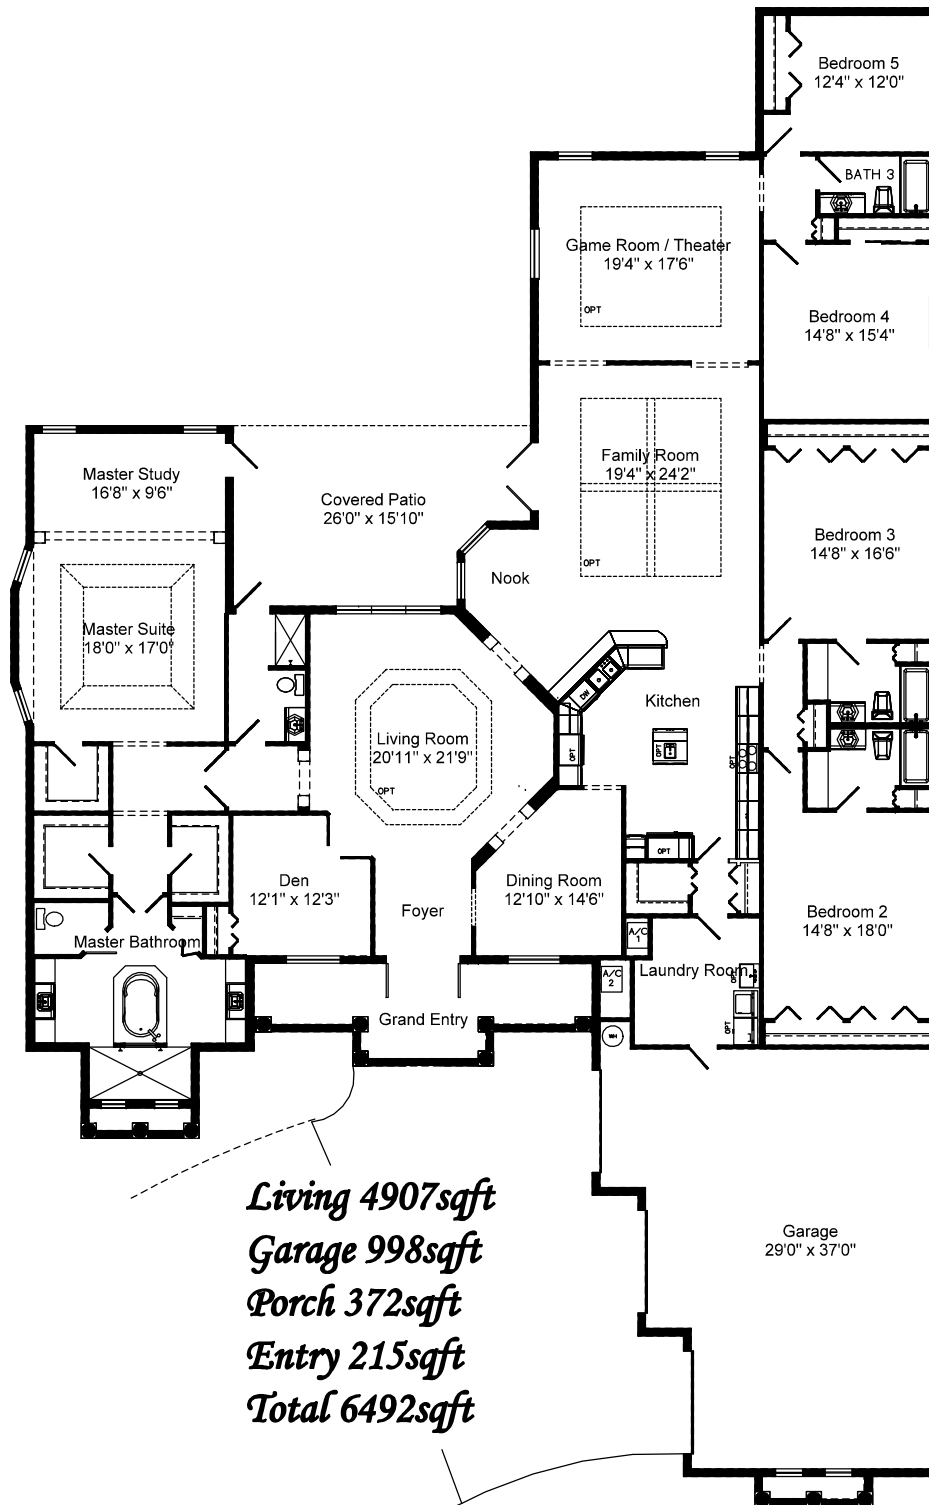 Bedroom 5
12'4" x 12'0"
BATH 3
Game Room / Theater
19'4" x 17'6"
OPT
Bedroom 4
14'8" x 15'4"
Family Room
19'4" x 24'2"
OPT
Master Study
16'8" x 9'6"
Covered Patio
26'0" x 15'10"
Bedroom 3
14'8" x 16'6"
Nook
Master Suite
18'0" x 17'0"
DW
Kitchen
Living Room
20'11" x 21'9"
OPT
OPT
OPT
OPT
OPT
Den
12'1" x 12'3"
Dining Room
12'10" x 14'6"
Foyer
Bedroom 2
14'8" x 18'0"
Master Bathroom
A/C
1
Laundry Room
OPT
A/C
2
Grand Entry
WH
OPT
Living 4907sqft
Garage 998sqft
Porch 372sqft
Entry 215sqft
Total 6492sqft
Garage
29'0" x 37'0"